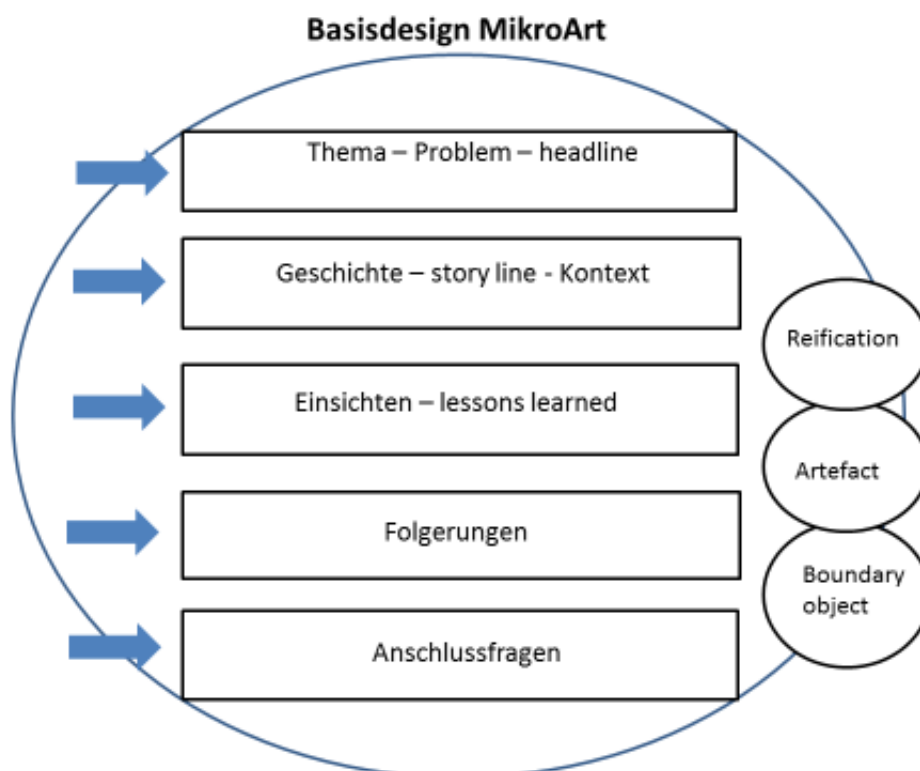 Basisdesign MikroArt
Thema – Problem – headline
Geschichte – story line - Kontext
Einsichten – lessons learned
Folgerungen
Anschlussfragen
Reification
Artefact
Boundary
object